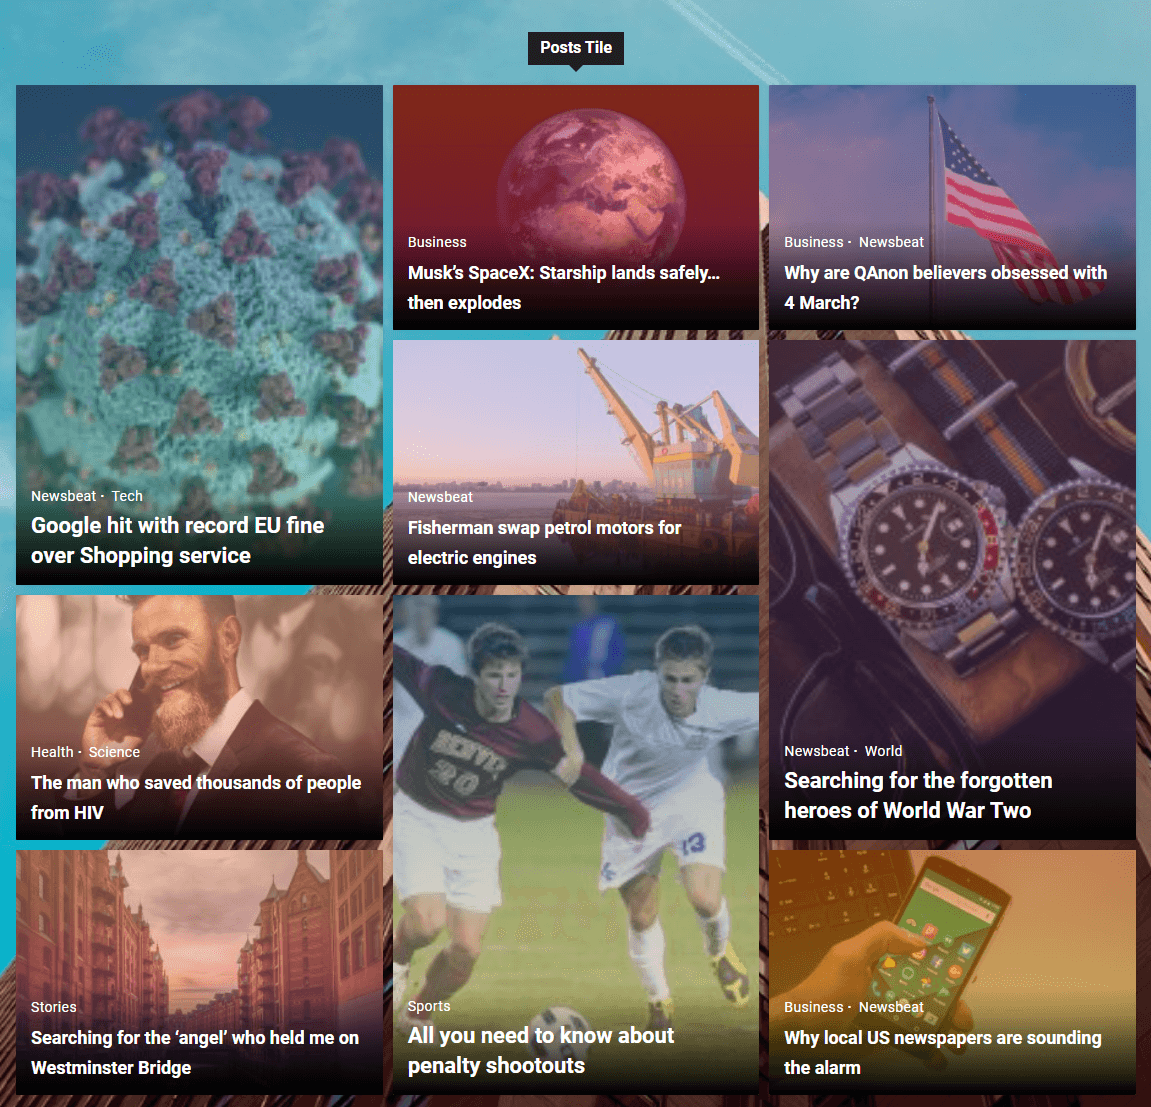 Posts Tile
Newsbeat · Tech
Google hit with record EU fine
over Shopping service
Business
Musk’s SpaceX: Starship lands safely…
then explodes
Business · Newsbeat
Why are QAnon believers obsessed with
4 March?
Newsbeat
Fisherman swap petrol motors for
electric engines
Newsbeat · World
Searching for the forgotten
heroes of World War Two
Health · Science
The man who saved thousands of people
from HIV
DENVER
20
13
Sports
All you need to know about
penalty shootouts
Stories
Searching for the ‘angel’ who held me on
Westminster Bridge
Business · Newsbeat
Why local US newspapers are sounding
the alarm